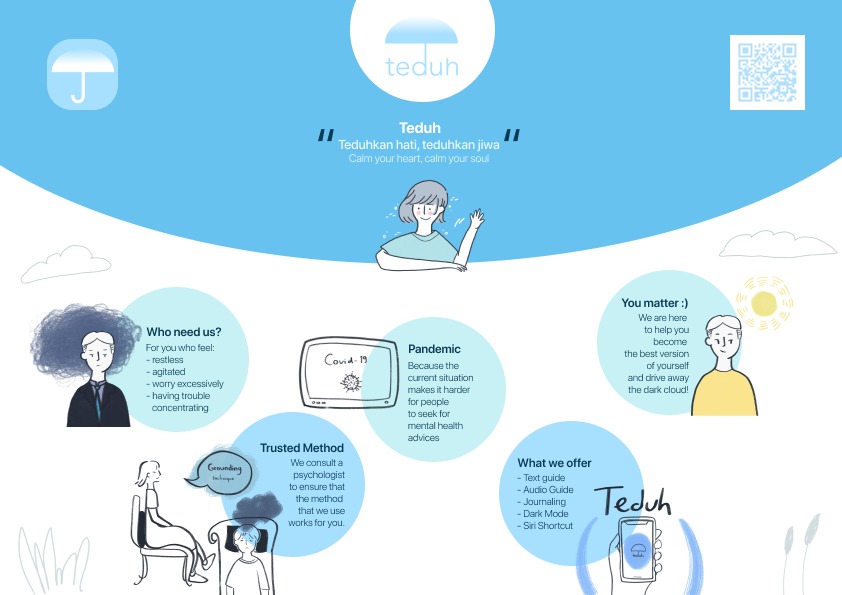 teduh
Teduh
" Teduhkan hati, teduhkan jiwa "
Calm your heart, calm your soul
Who need us?
For you who feel:
- restless
- agitated
- worry excessively
- having trouble
concentrating
Covid-19
Pandemic
Because the
current situation
makes it harder
for people
to seek for
mental health
advices
You matter :)
We are here
to help you
become
the best version
of yourself
and drive away
the dark cloud!
Grounding
technique
Trusted Method
We consult a
psychologist
to ensure that
the method
that we use
works for you.
What we offer
- Text guide
- Audio Guide
- Journaling
- Dark Mode
- Siri Shortcut
Teduh
teduh